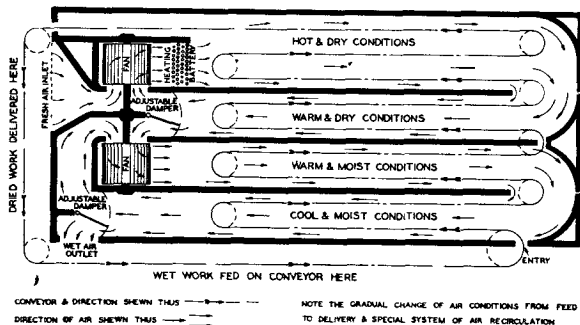 HOT & DRY CONDITIONS
FAN
HEATING
BATTERY
FRESH AIR INLET
ADJUSTABLE
DAMPER
WARM & DRY CONDITIONS
DRED WORK DELIVERED HERE
FAN
WARM & MOIST CONDITIONS
ADJUSTABLE
DAMPER
COOL & MOIST CONDITIONS
WET AIR
OUTLET
ENTRY
WET WORK FED ON CONVEYOR HERE
CONVEYOR & DIRECTION SHEWN THUS
DIRECTION OF AIR SHEWN THUS
NOTE THE GRADUAL CHANGE OF AIR CONDITIONS FROM FEED
TO DELIVERY & SPECIAL SYSTEM OF AIR RECIRCULATION